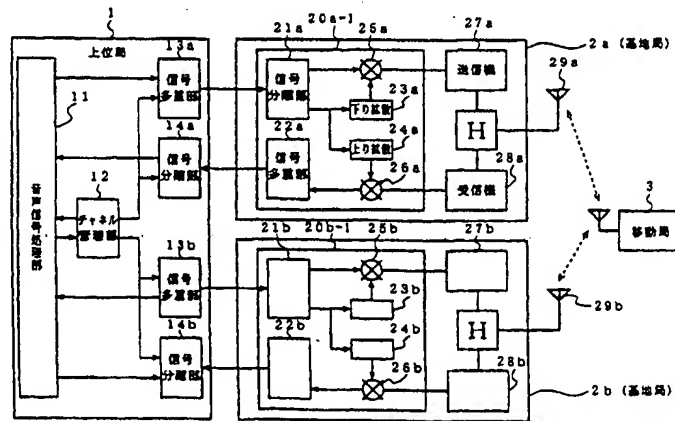 1
上位局
11
音声信号処理部
12
チャネル
管理部
13a
信号
多重部
14a
信号
分離部
13b
信号
多重部
14b
信号
分離部
20a-1
21a
信号
分離部
22a
信号
多重部
25a
23a
下り拡散
24a
上り拡散
26a
27a
送信機
H
28a
受信機
2a (基地局)
29a
3
移動局
20b-1
21b
22b
25b
23b
24b
26b
27b
H
28b
29b
2b (基地局)